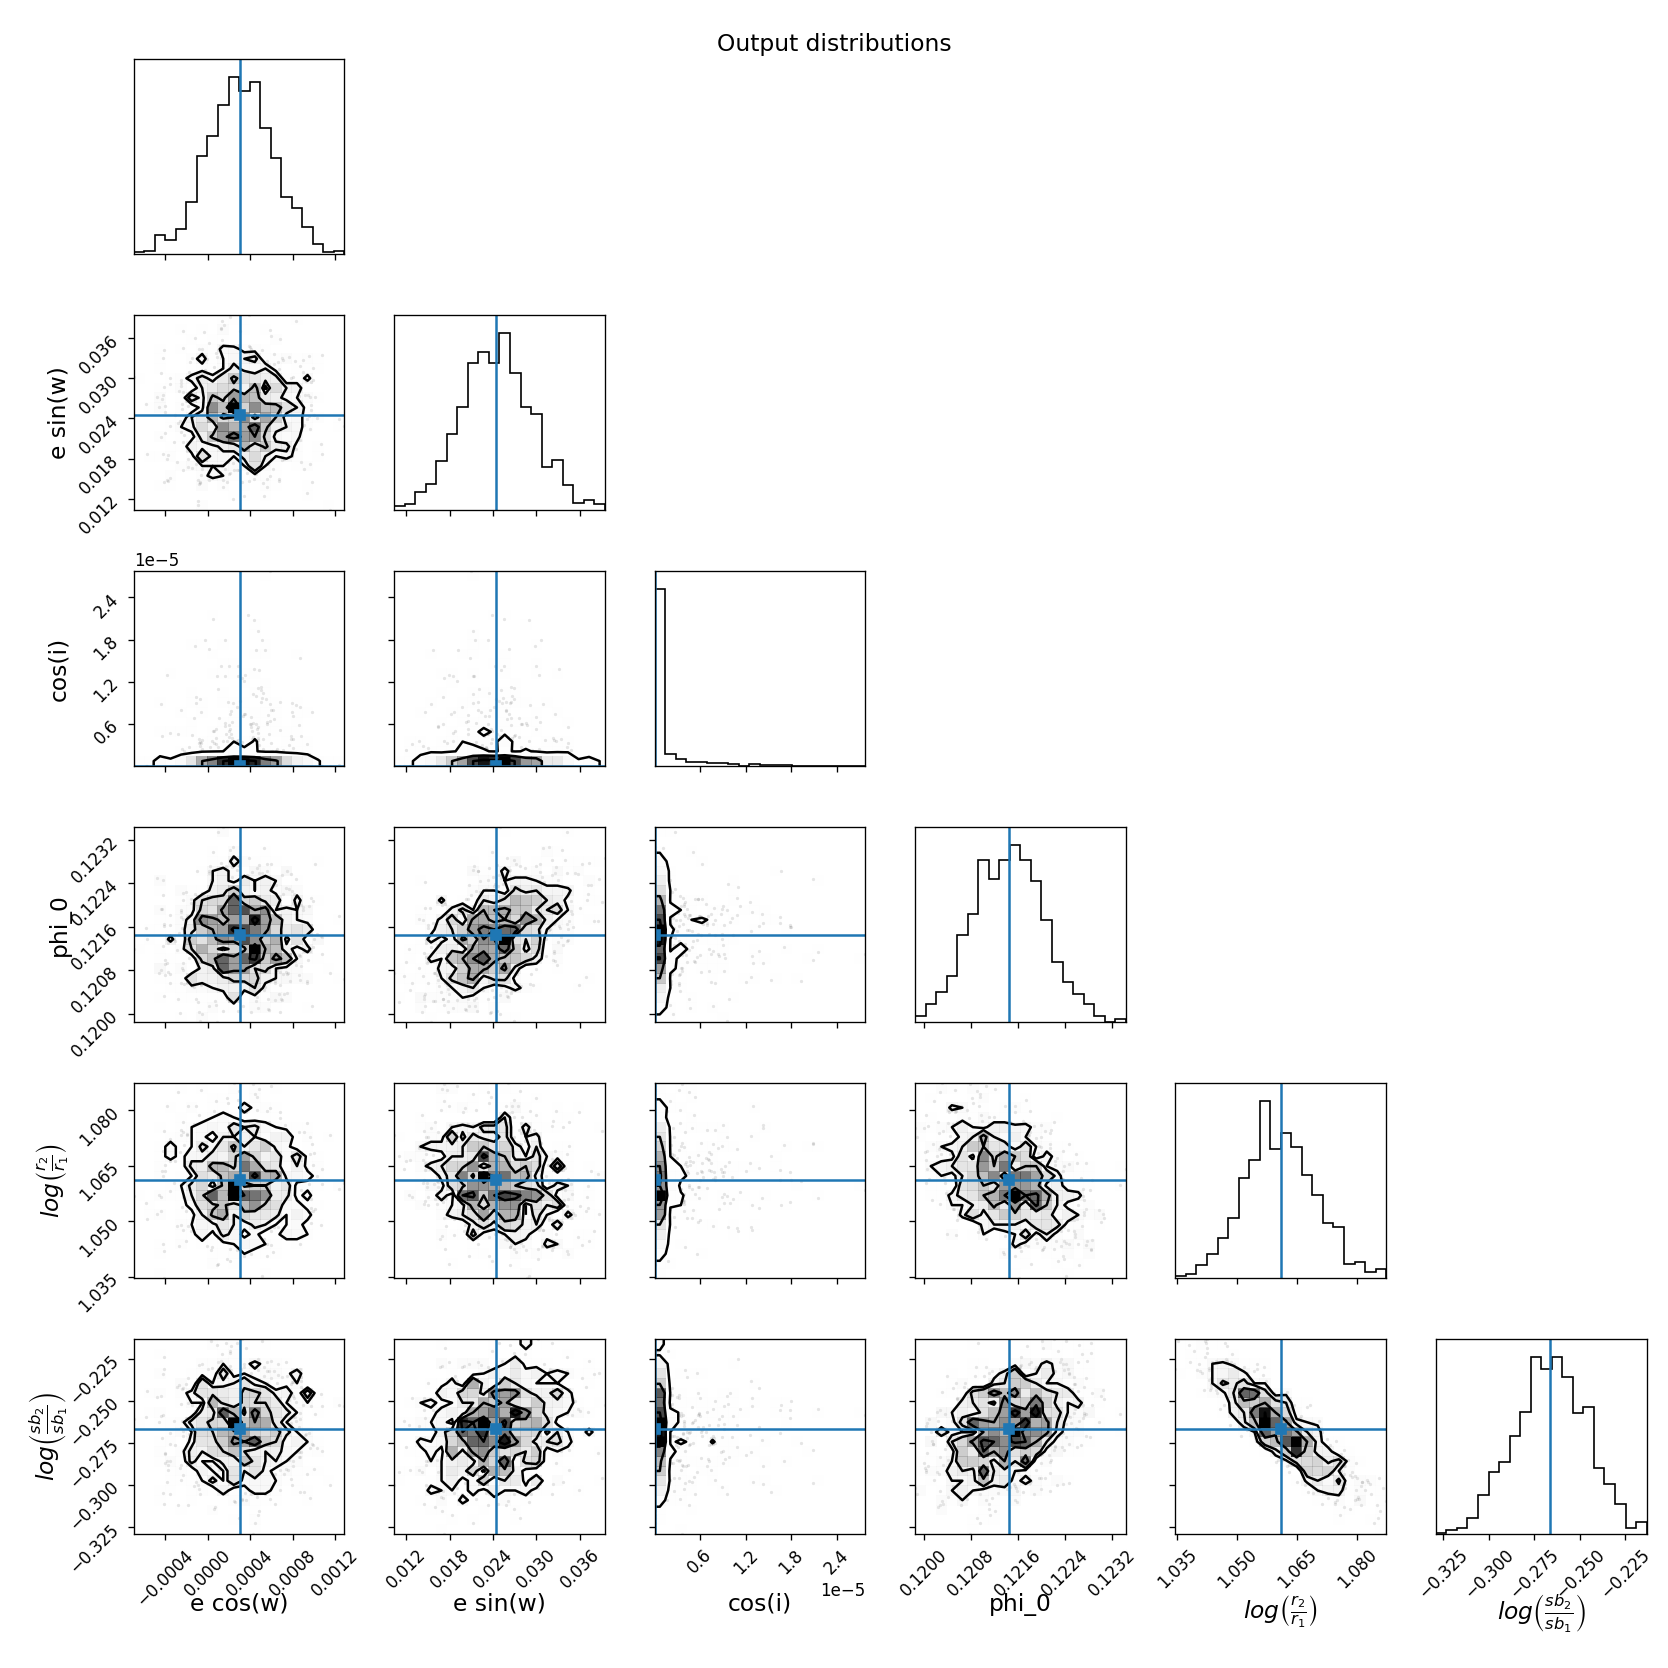 Output distributions
0.036
0.030
0.024
0.018
0.012
e sin(w)
1e−5
2.4
1.8
1.2
0.6
cos(i)
0.1232
0.1224
0.1216
0.1208
0.1200
phi_0
1.080
1.065
1.050
1.035
log(r₂/r₁)
−0.225
−0.250
−0.275
−0.300
−0.325
log(sb₂/sb₁)
−0.0004 0.0000 0.0004 0.0008 0.0012
e cos(w)
0.012 0.018 0.024 0.030 0.036
e sin(w)
0.6 1.2 2.4
1e−5
cos(i)
0.1200 0.1208 0.1216 0.1224 0.1232
phi_0
1.035 1.050 1.065 1.080
log(r₂/r₁)
−0.325 −0.300 −0.275 −0.250 −0.225
log(sb₂/sb₁)